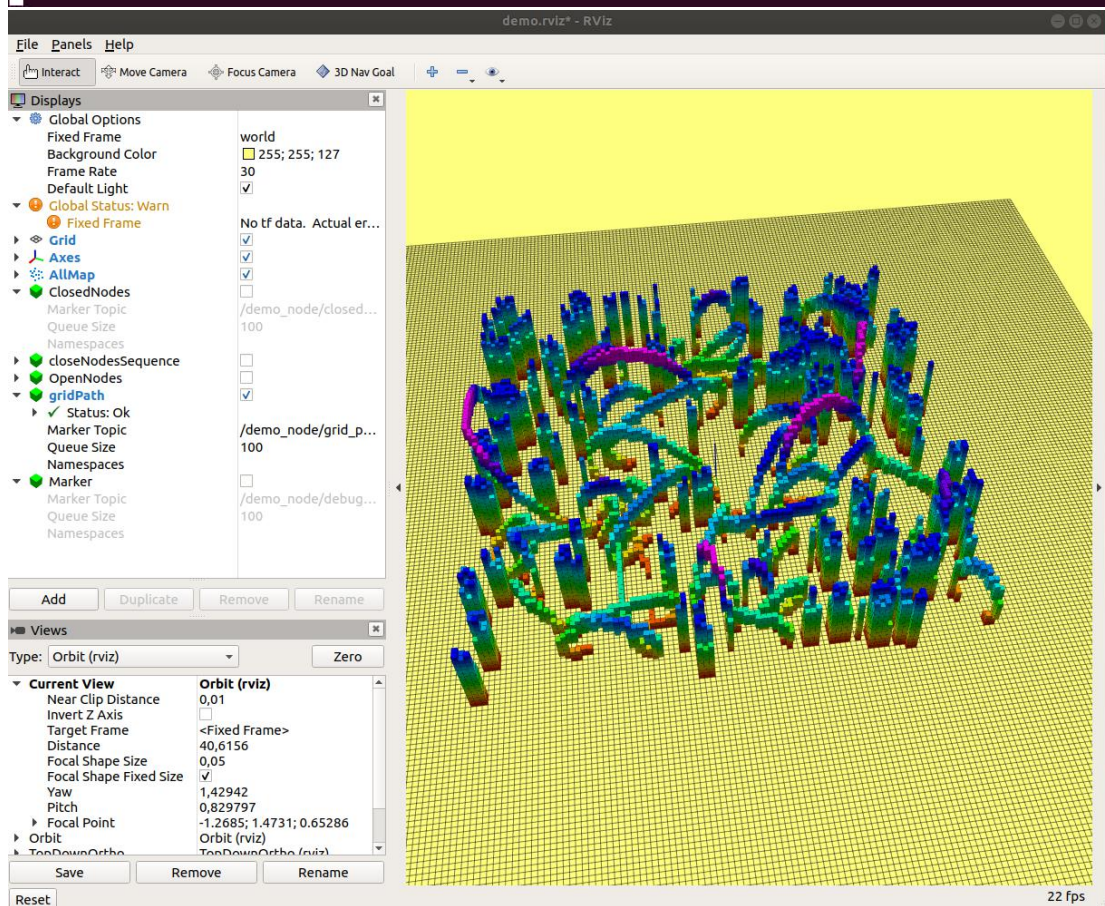 demo.rviz* - RViz
File Panels Help
Interact Move Camera Focus Camera 3D Nav Goal
Displays
Global Options
Fixed Frame world
Background Color 255; 255; 127
Frame Rate 30
Default Light
Global Status: Warn
Fixed Frame No tf data. Actual er...
Grid
Axes
AllMap
ClosedNodes
Marker Topic /demo_node/closed...
Queue Size 100
Namespaces
closeNodesSequence
OpenNodes
gridPath
Status: Ok
Marker Topic /demo_node/grid_p...
Queue Size 100
Namespaces
Marker
Marker Topic /demo_node/debug...
Queue Size 100
Namespaces
Add Duplicate Remove Rename
Views
Type: Orbit (rviz) Zero
Current View Orbit (rviz)
Near Clip Distance 0,01
Invert Z Axis
Target Frame <Fixed Frame>
Distance 40,6156
Focal Shape Size 0,05
Focal Shape Fixed Size
Yaw 1,42942
Pitch 0,829797
Focal Point -1.2685; 1.4731; 0.65286
Orbit Orbit (rviz)
TopDownOrtho TopDownOrtho (rviz)
Save Remove Rename
Reset 22 fps